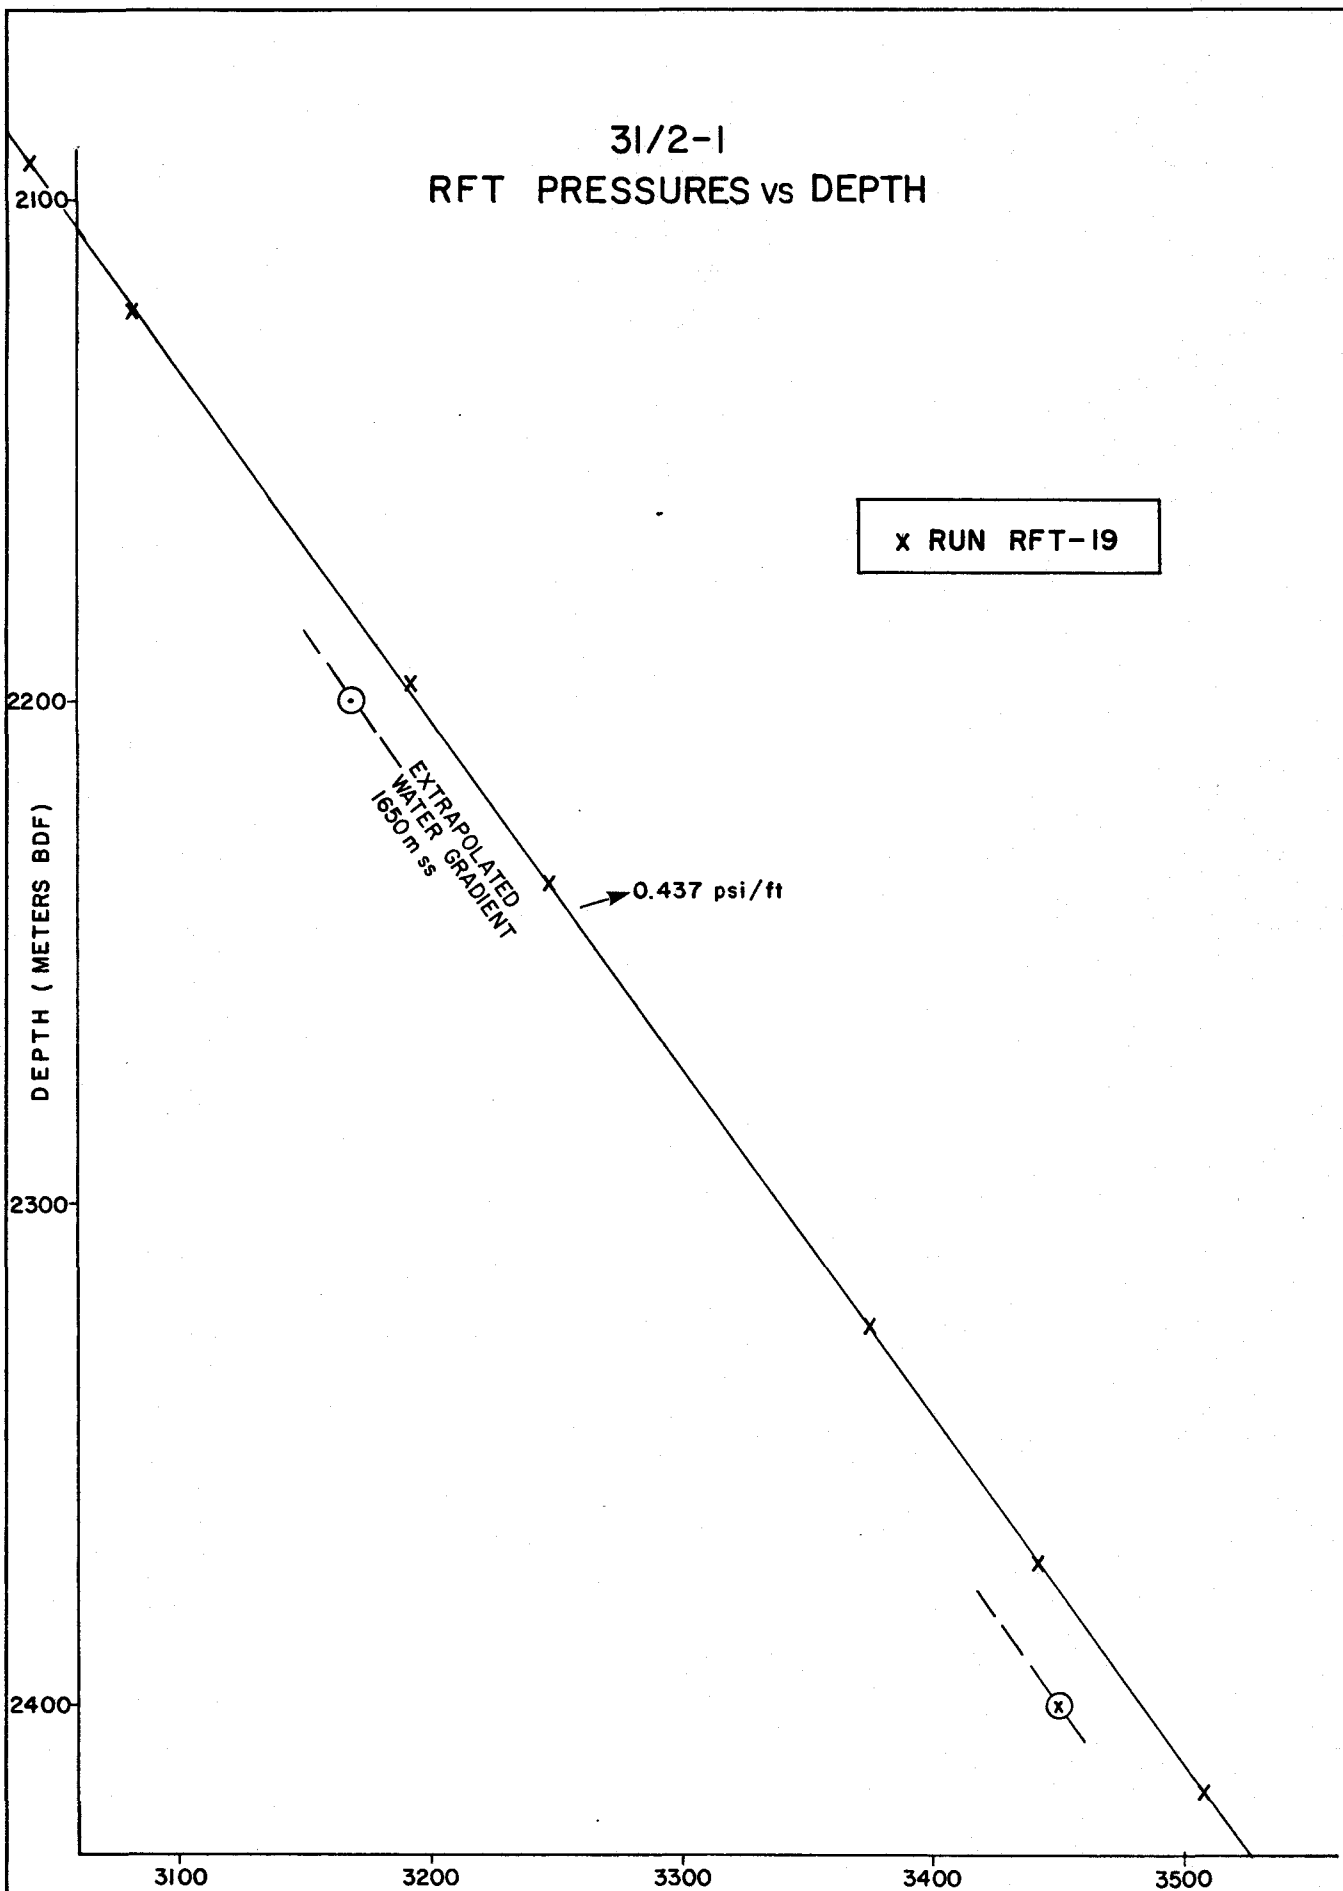 31/2-1
RFT PRESSURES vs DEPTH
2100
x RUN RFT-19
2200
EXTRAPOLATED
WATER GRADIENT
1650 m ss
0.437 psi/ft
DEPTH (METERS BDF)
2300
2400
3100 3200 3300 3400 3500